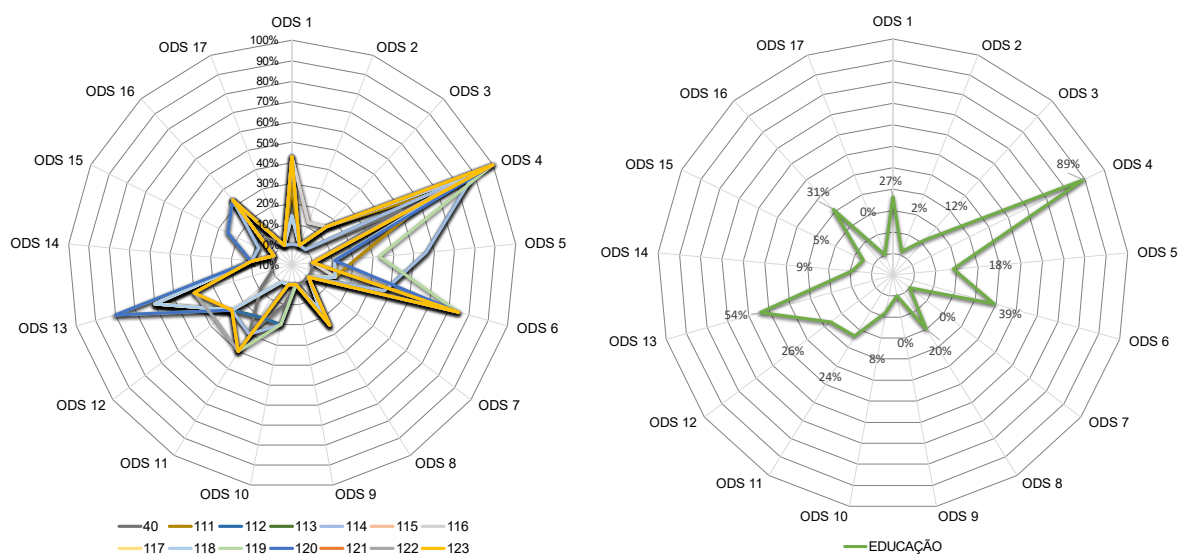 ODS 1
ODS 2
ODS 3
ODS 4
ODS 5
ODS 6
ODS 7
ODS 8
ODS 9
ODS 10
ODS 11
ODS 12
ODS 13
ODS 14
ODS 15
ODS 16
ODS 17
100%
90%
80%
70%
60%
50%
40%
30%
20%
10%
0%
-10%
40 111 112 113 114 115 116
117 118 119 120 121 122 123
ODS 1
ODS 2
ODS 3
ODS 4
ODS 5
ODS 6
ODS 7
ODS 8
ODS 9
ODS 10
ODS 11
ODS 12
ODS 13
ODS 14
ODS 15
ODS 16
ODS 17
27%
2%
12%
89%
18%
39%
0%
20%
0%
8%
24%
26%
54%
9%
5%
31%
0%
EDUCAÇÃO